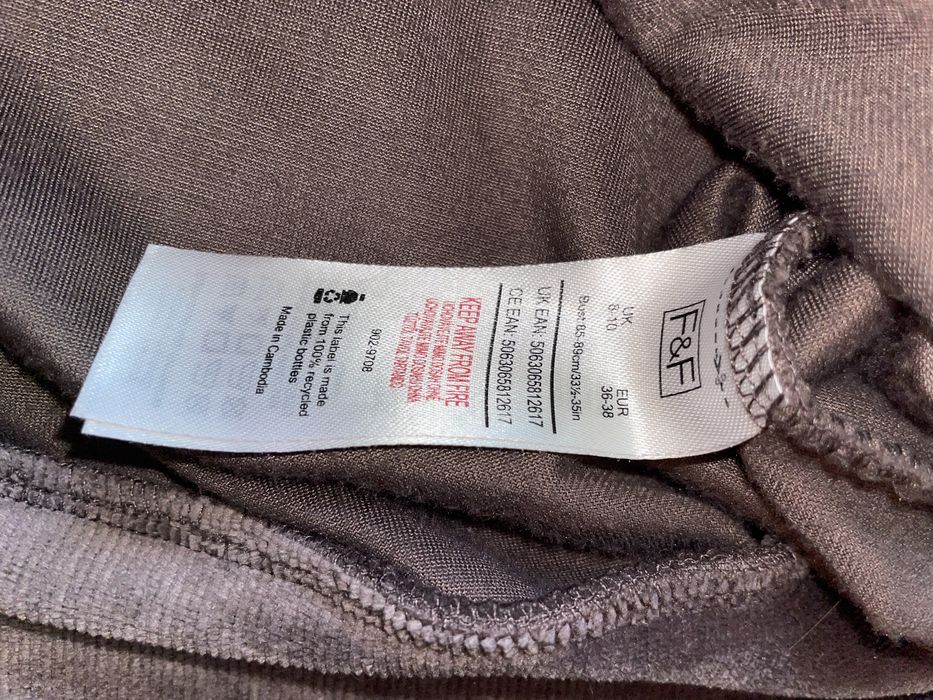 F&F
UK EUR
8-10 36-38
Bust 85-89cm/33½-35in
UK EAN: 5063065812617
CE EAN: 5063065812617
KEEP AWAY FROM FIRE
902-9708
This label is made
from 100% recycled
plastic bottles
Made in Cambodia